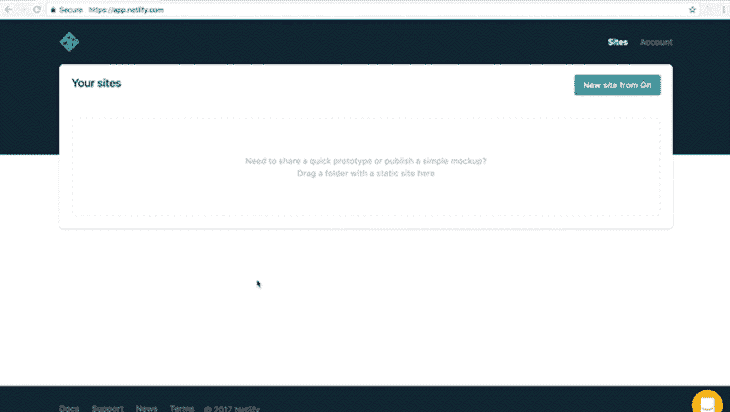 Secure https://app.netlify.com
Sites Account
Your sites
New site from Git
Need to share a quick prototype or publish a simple mockup?
Drag a folder with a static site here
Docs Support News Terms © 2017 Netlify